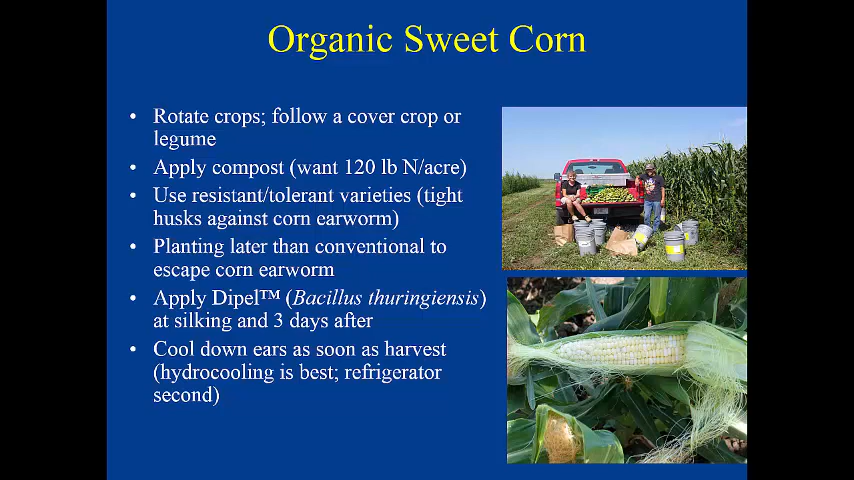 Organic Sweet Corn
• Rotate crops; follow a cover crop or
legume
• Apply compost (want 120 lb N/acre)
• Use resistant/tolerant varieties (tight
husks against corn earworm)
• Planting later than conventional to
escape corn earworm
• Apply Dipel™ (Bacillus thuringiensis)
at silking and 3 days after
• Cool down ears as soon as harvest
(hydrocooling is best; refrigerator
second)